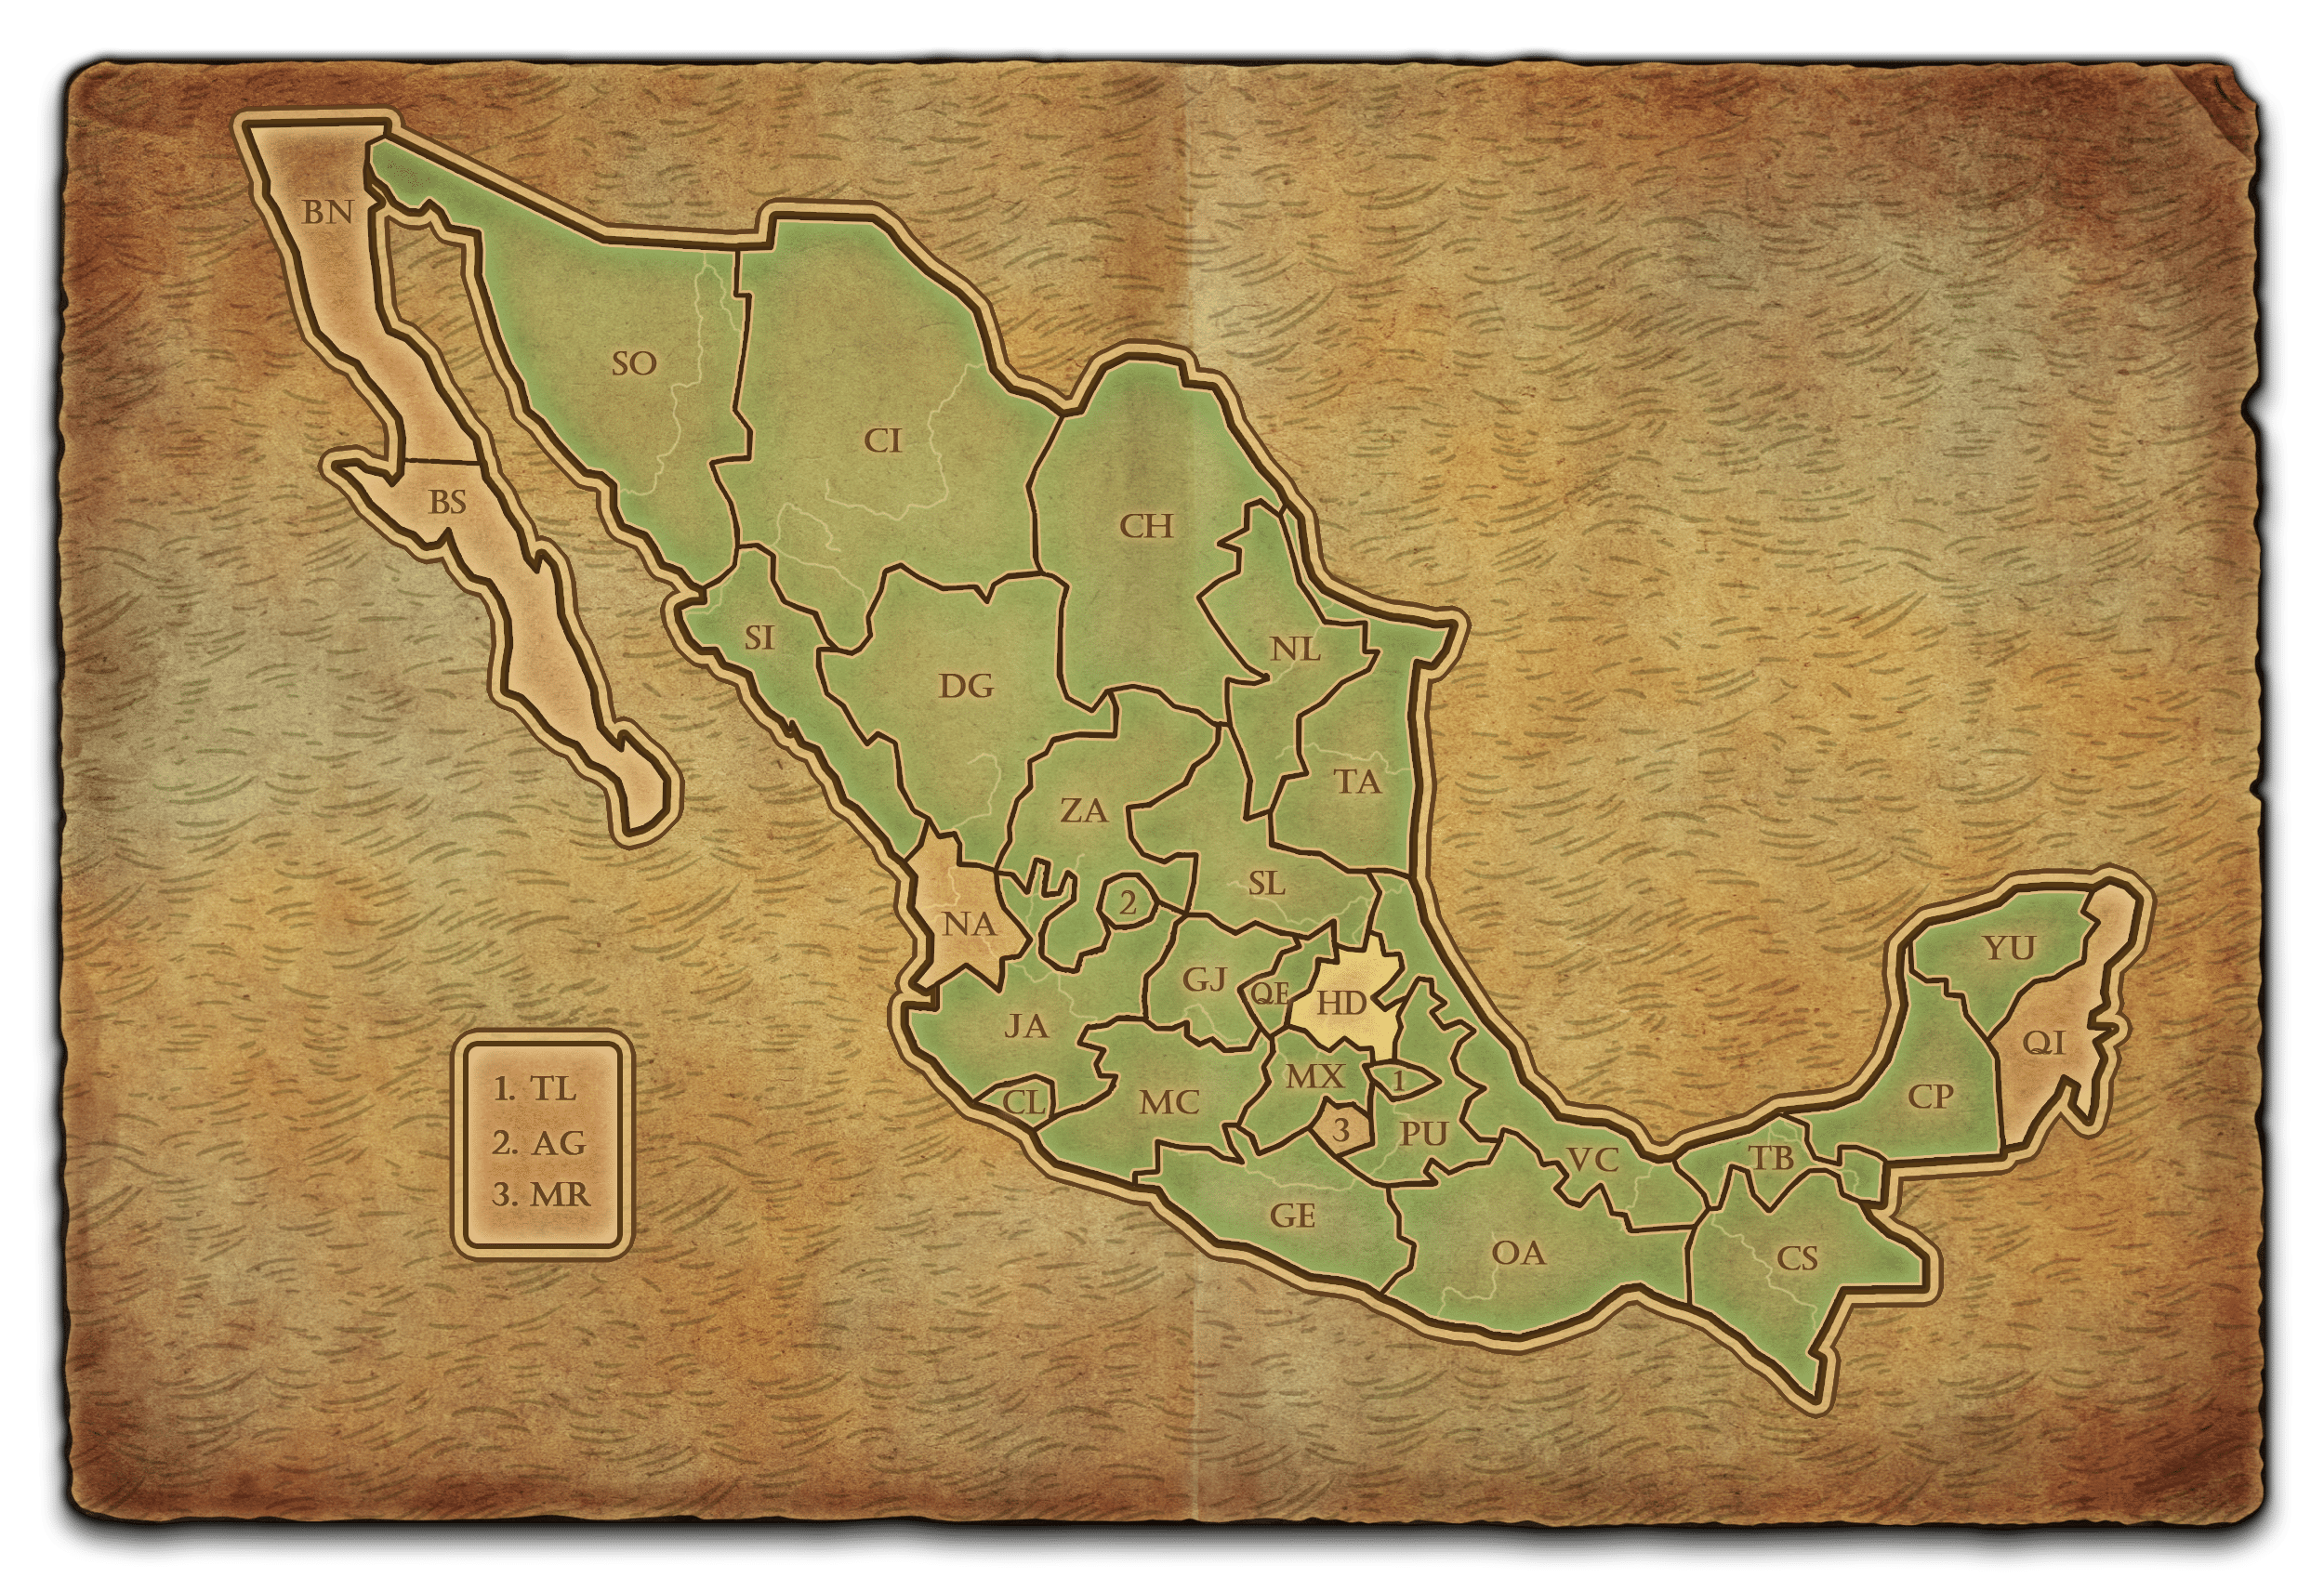 BN
SO
CI
BS
CH
SI
NL
DG
TA
ZA
SL
2
NA
YU
GJ
QE
HD
JA
QI
MX
1
CL
MC
CP
3
PU
VC
TB
GE
OA
CS
1. TL
2. AG
3. MR